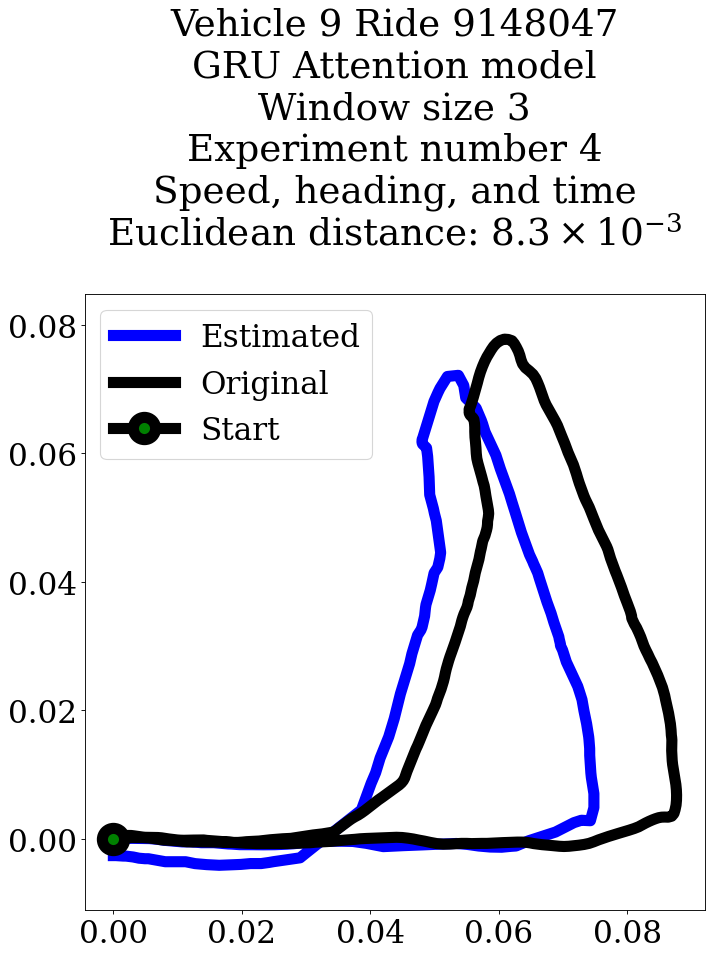 Vehicle 9 Ride 9148047
GRU Attention model
Window size 3
Experiment number 4
Speed, heading, and time
Euclidean distance: 8.3 × 10⁻³
Estimated
Original
Start
0.08
0.06
0.04
0.02
0.00
0.00 0.02 0.04 0.06 0.08